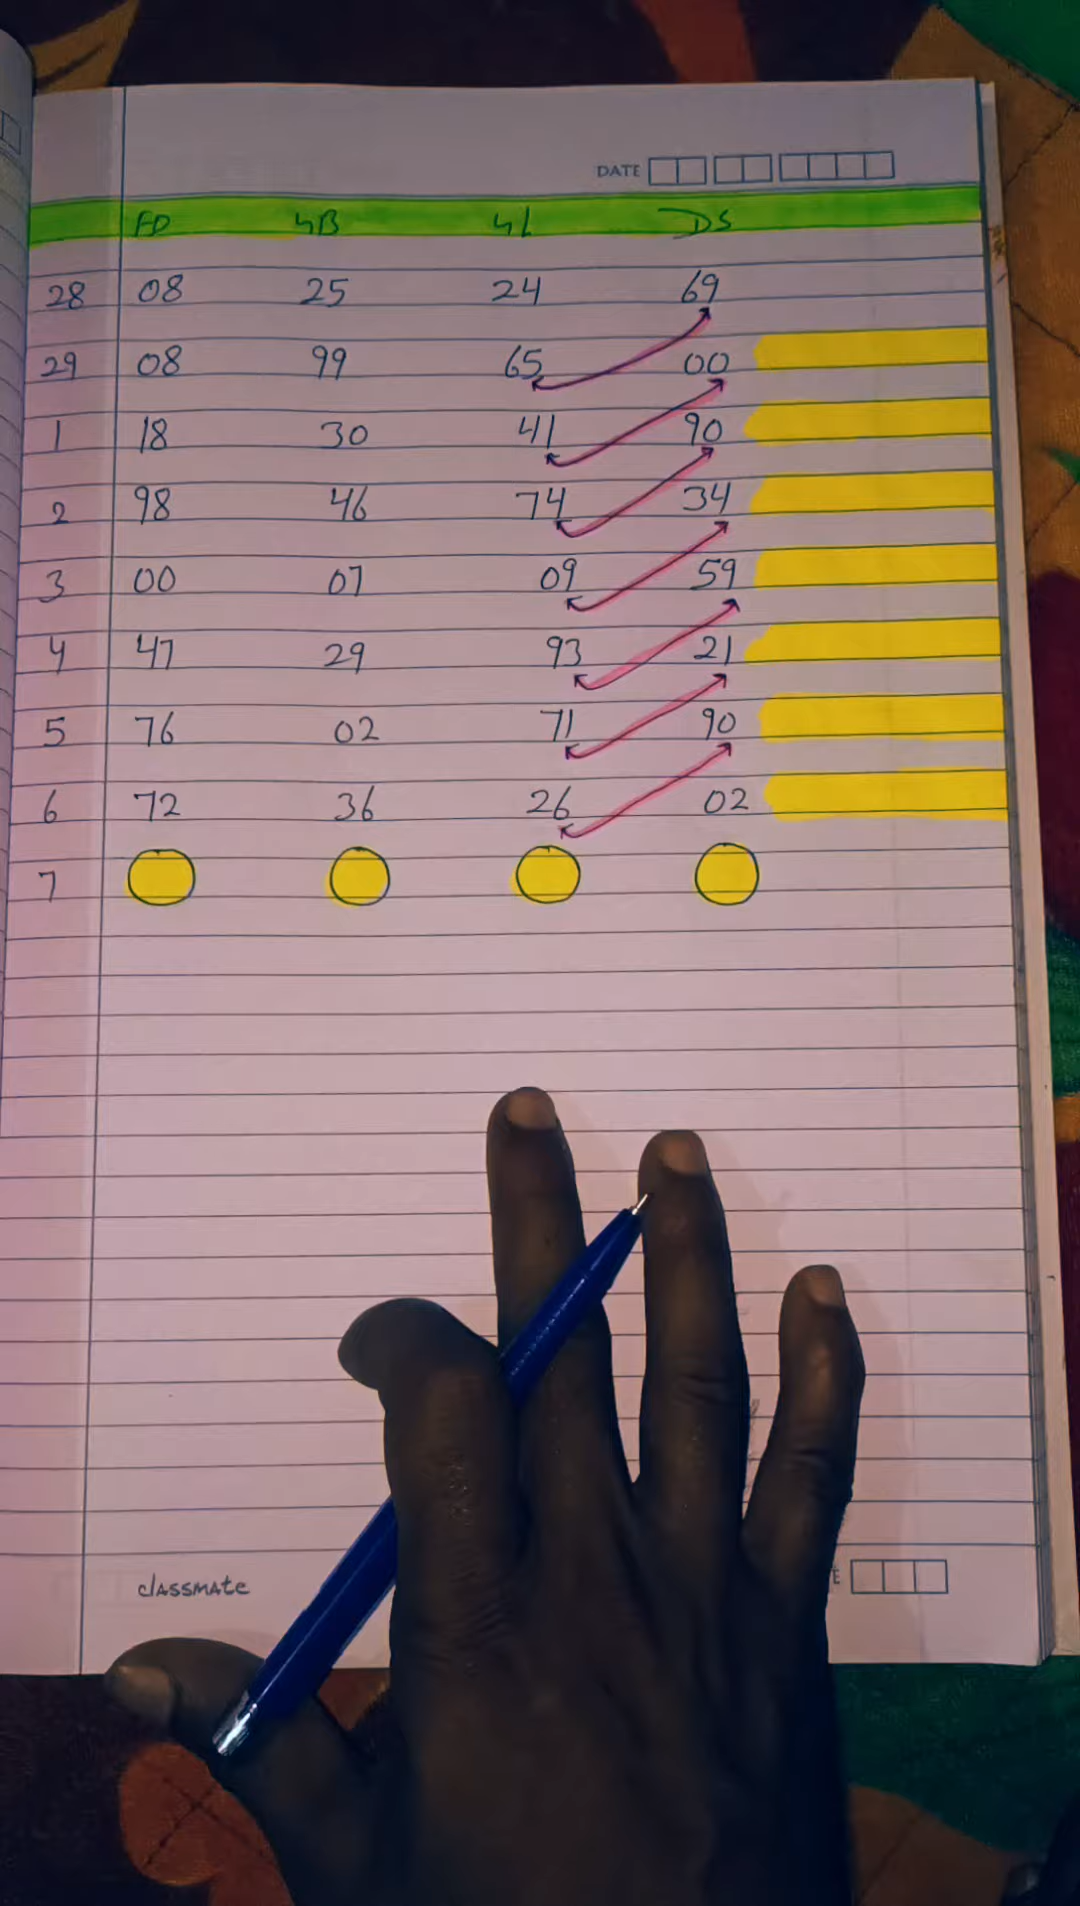 DATE
FD GB GL DS
28 08 25 24 69
29 08 99 65 00
1 18 30 41 90
2 98 46 74 34
3 00 07 09 59
4 47 29 93 21
5 76 02 71 90
6 72 36 26 02
7
classmate